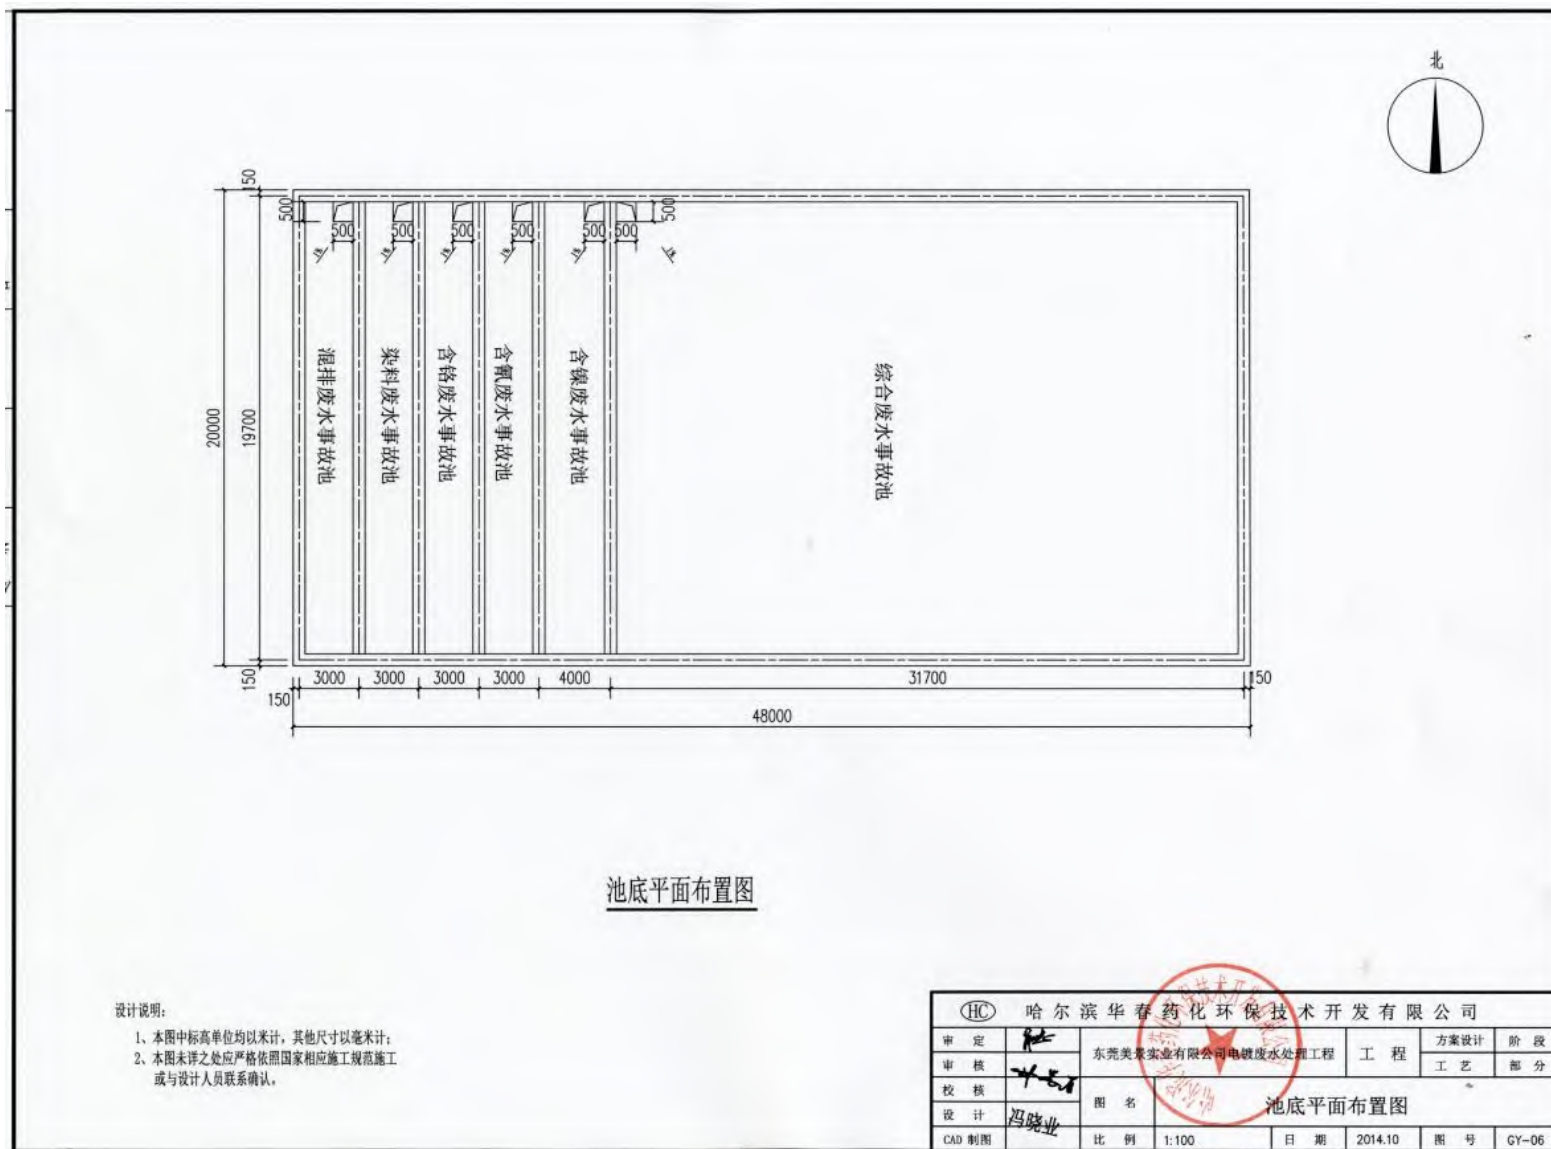 北
150
500
500
500
500
500
500
500
500
1%
1%
1%
1%
1%
1%
20000
19700
混排废水事故池
染料废水事故池
含铬废水事故池
含氰废水事故池
含镍废水事故池
综合废水事故池
150
150
3000
3000
3000
3000
4000
31700
150
48000
池底平面布置图
设计说明:
1、本图中标高单位均以米计,其他尺寸以毫米计;
2、本图未详之处应严格依照国家相应施工规范施工
或与设计人员联系确认。
HC 哈尔滨华春药化环保技术开发有限公司
审 定 东莞美景实业有限公司电镀废水处理工程 工 程 方案设计 阶 段
审 核 工 艺 部 分
校 核 图 名 池底平面布置图
设 计 冯晓业
CAD 制图 比 例 1:100 日 期 2014.10 图 号 GY-06